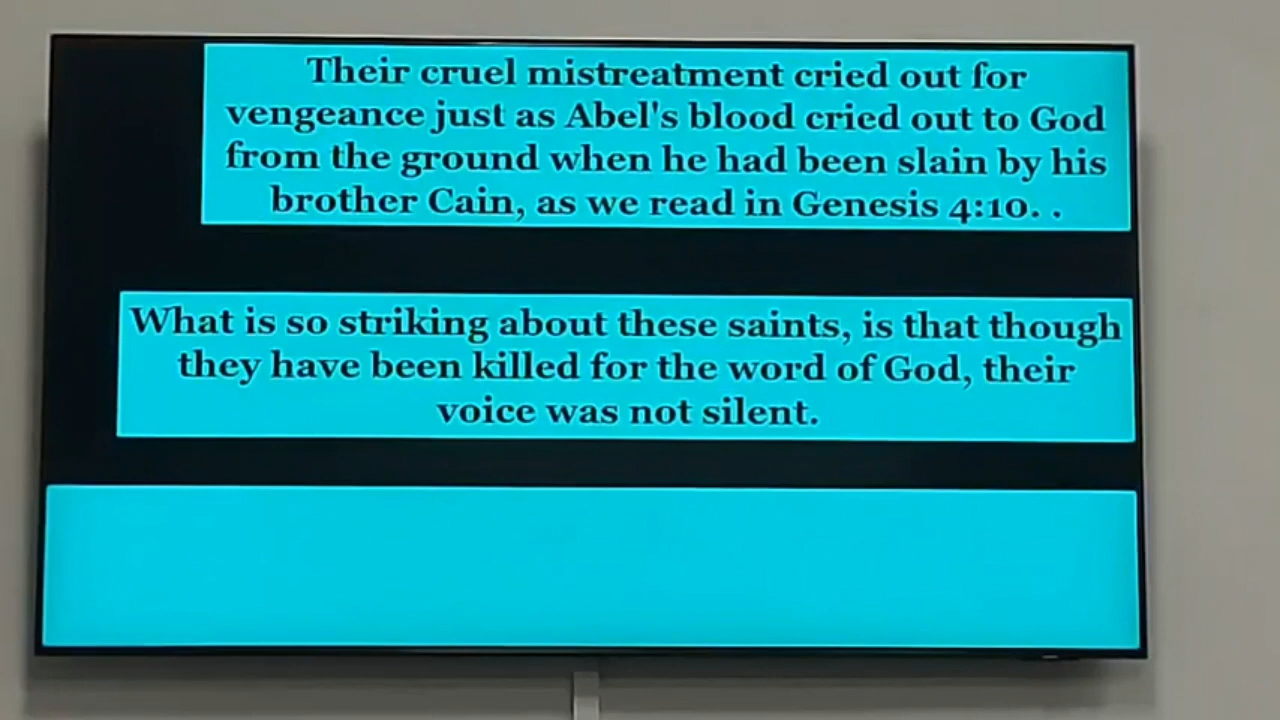 Their cruel mistreatment cried out for
vengeance just as Abel's blood cried out to God
from the ground when he had been slain by his
brother Cain, as we read in Genesis 4:10. .
What is so striking about these saints, is that though
they have been killed for the word of God, their
voice was not silent.